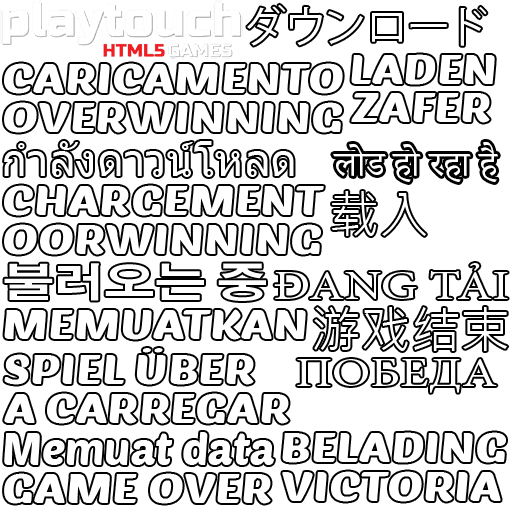 playtouch
HTML5 GAMES
ダウンロード
CARICAMENTO
LADEN
OVERWINNING
ZAFER
กำลังดาวน์โหลด
लोड हो रहा है
CHARGEMENT
载入
OORWINNING
불러오는 중
ĐANG TẢI
MEMUATKAN
游戏结束
SPIEL ÜBER
ПОБЕДА
A CARREGAR
Memuat data
BELADING
GAME OVER
VICTORIA